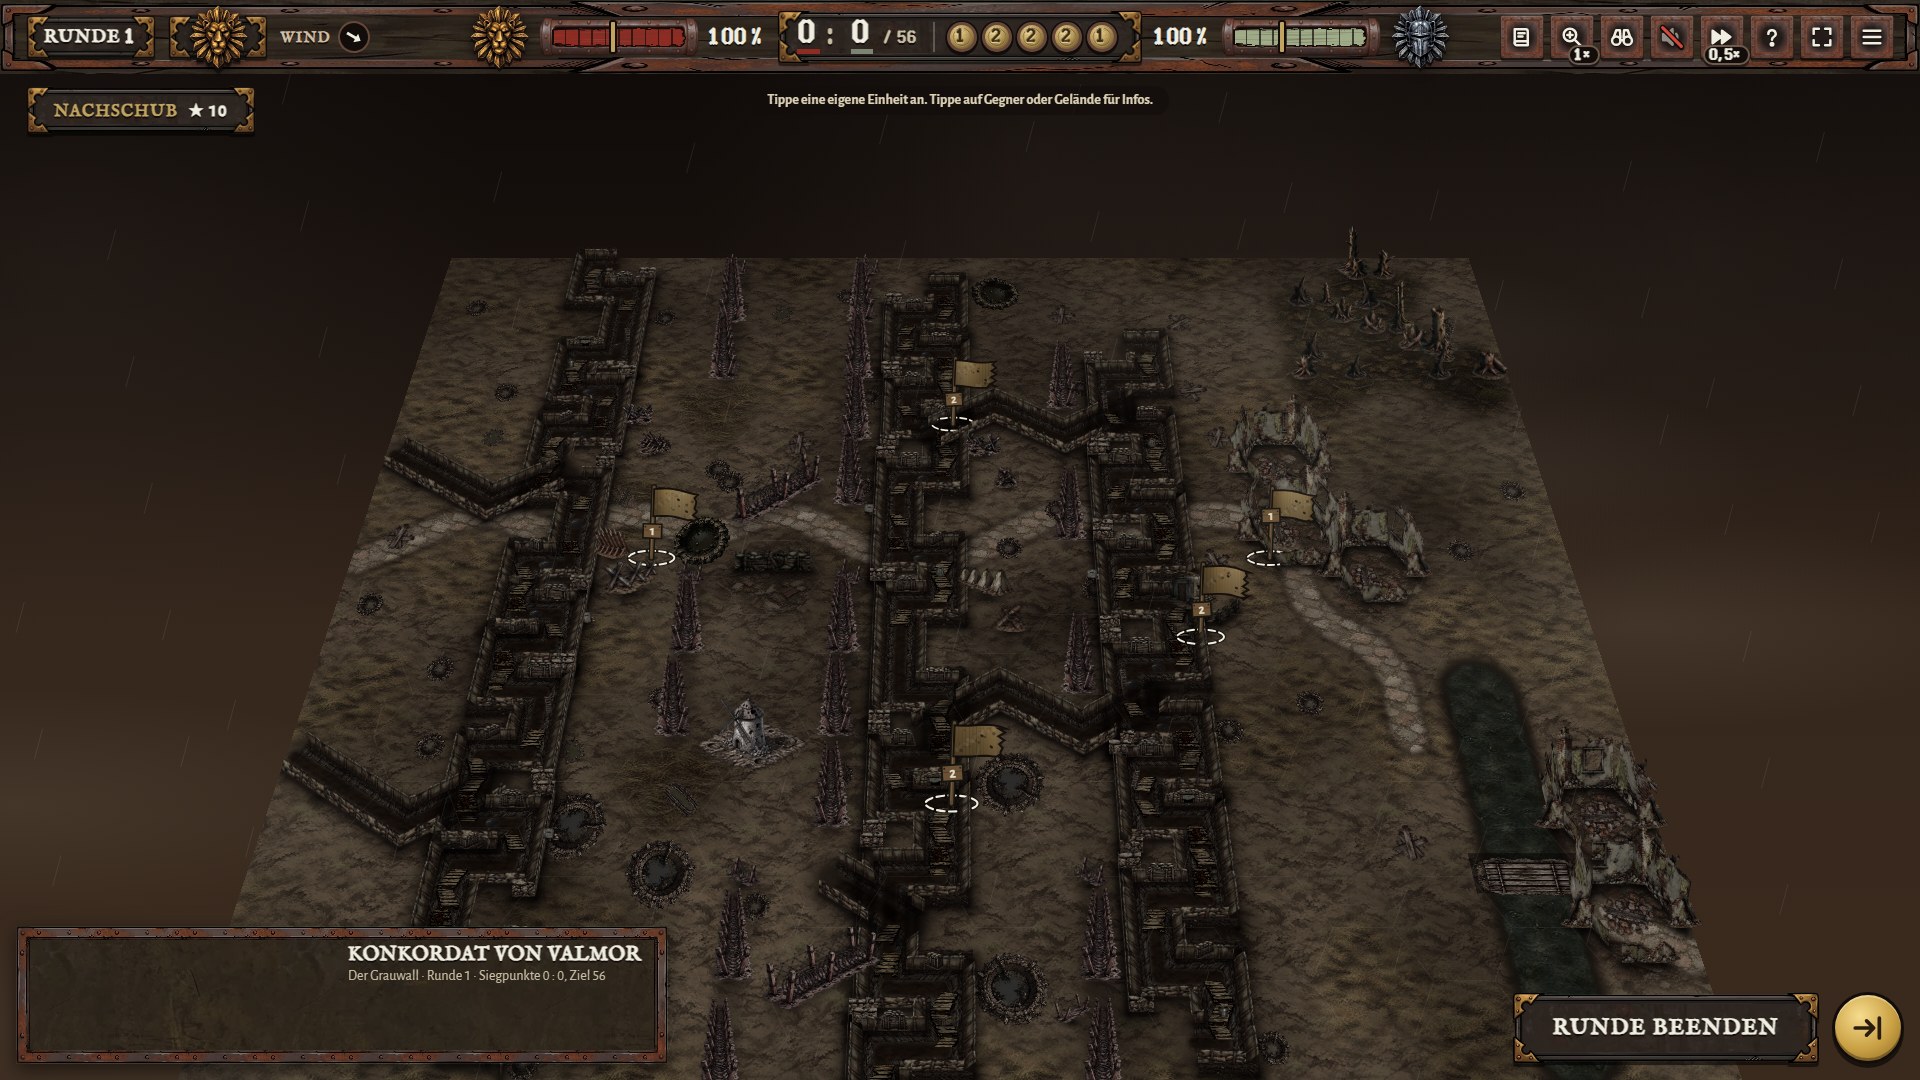 RUNDE 1
WIND
100 %
0 : 0 / 56
1 2 2 2 1
100 %
1×
0,5×
?
NACHSCHUB ★ 10
Tippe eine eigene Einheit an. Tippe auf Gegner oder Gelände für Infos.
2
1
1
2
2
KONKORDAT VON VALMOR
Der Grauwall · Runde 1 · Siegpunkte 0 : 0, Ziel 56
RUNDE BEENDEN